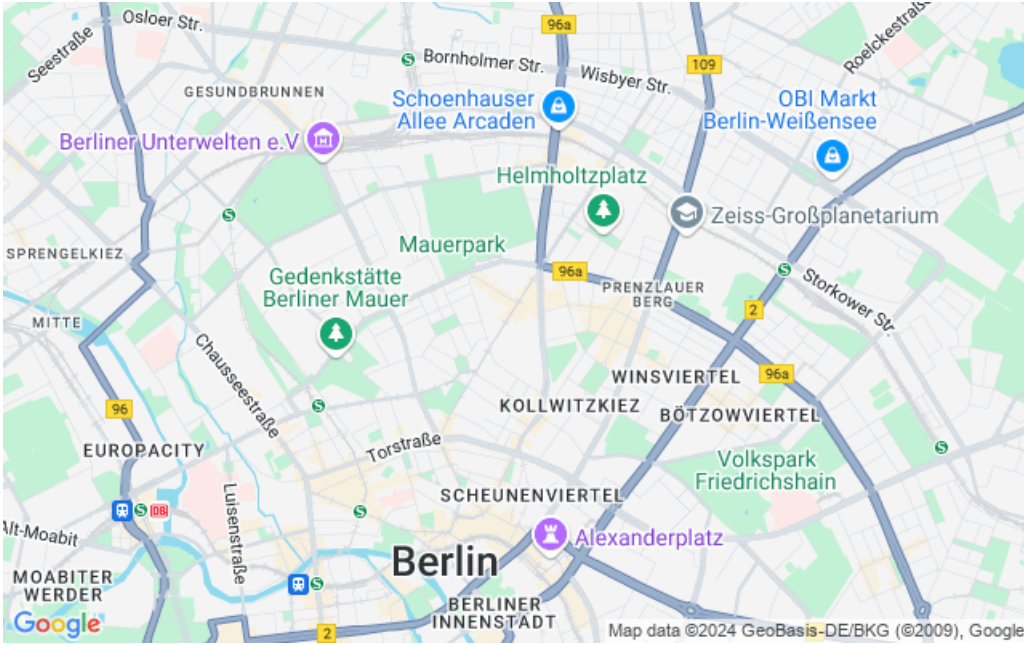 Osloer Str.
96a
Seestraße
Roelckestraße
Bornholmer Str.
Wisbyer Str.
109
GESUNDBRUNNEN
Schoenhauser
Allee Arcaden
OBI Markt
Berlin-Weißensee
Berliner Unterwelten e.V
Helmholtzplatz
Zeiss-Großplanetarium
Mauerpark
SPRENGELKIEZ
Gedenkstätte
Berliner Mauer
96a
PRENZLAUER
BERG
Storkower Str.
2
MITTE
Chausseestraße
WINSVIERTEL
96a
96
KOLLWITZKIEZ
BÖTZOWVIERTEL
EUROPACITY
Torstraße
Volkspark
Friedrichshain
SCHEUNENVIERTEL
Luisenstraße
DB
Alt-Moabit
Alexanderplatz
Berlin
MOABITER
WERDER
BERLINER
INNENSTADT
Google
2
Map data ©2024 GeoBasis-DE/BKG (©2009), Google